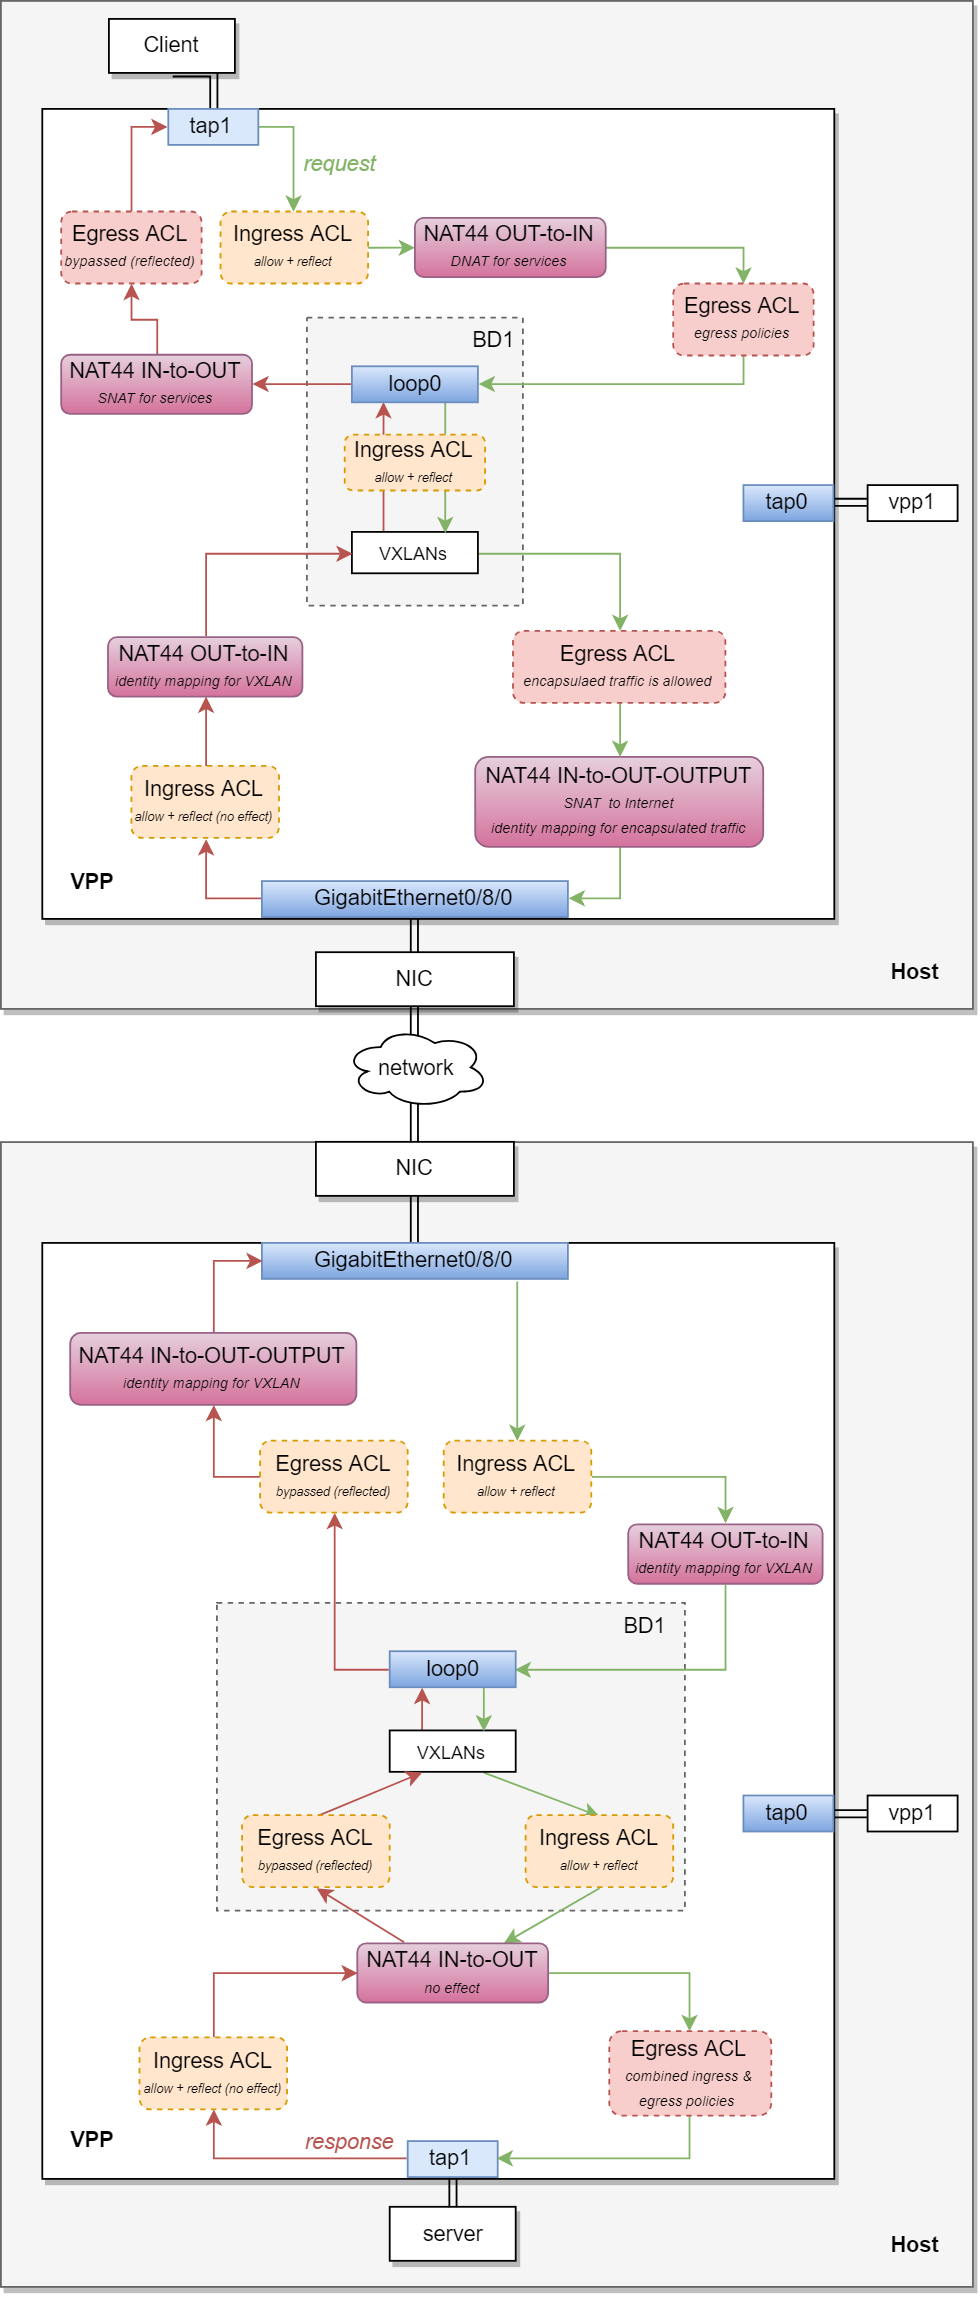 Client
tap1
request
Egress ACL
bypassed (reflected)
Ingress ACL
allow + reflect
NAT44 OUT-to-IN
DNAT for services
Egress ACL
egress policies
BD1
NAT44 IN-to-OUT
SNAT for services
loop0
Ingress ACL
allow + reflect
tap0
vpp1
VXLANs
NAT44 OUT-to-IN
identity mapping for VXLAN
Egress ACL
encapsulaed traffic is allowed
Ingress ACL
allow + reflect (no effect)
NAT44 IN-to-OUT-OUTPUT
SNAT to Internet
identity mapping for encapsulated traffic
VPP
GigabitEthernet0/8/0
NIC
Host
network
NIC
GigabitEthernet0/8/0
NAT44 IN-to-OUT-OUTPUT
identity mapping for VXLAN
Egress ACL
bypassed (reflected)
Ingress ACL
allow + reflect
NAT44 OUT-to-IN
identity mapping for VXLAN
BD1
loop0
VXLANs
tap0
vpp1
Egress ACL
bypassed (reflected)
Ingress ACL
allow + reflect
NAT44 IN-to-OUT
no effect
Ingress ACL
allow + reflect (no effect)
Egress ACL
combined ingress &
egress policies
VPP
response
tap1
server
Host